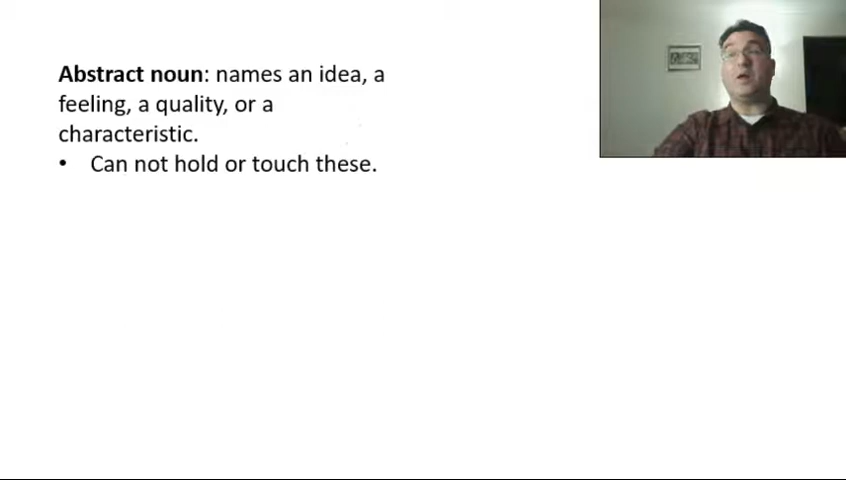 Abstract noun: names an idea, a
feeling, a quality, or a
characteristic.
• Can not hold or touch these.